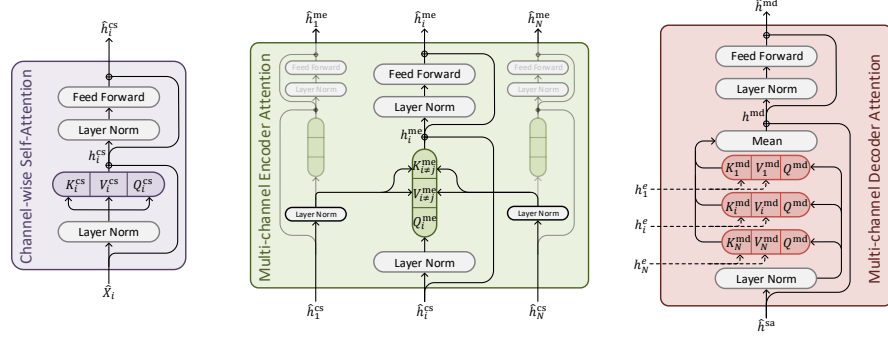 ĥ_i^cs
Channel-wise Self-Attention
Feed Forward
Layer Norm
h_i^cs
K_i^cs V_i^cs Q_i^cs
Layer Norm
X̂_i
ĥ_1^me ĥ_i^me ĥ_N^me
Multi-channel Encoder Attention
Feed Forward Feed Forward Feed Forward
Layer Norm Layer Norm Layer Norm
h_i^me
K_{i≠j}^me
V_{i≠j}^me
Q_i^me
Layer Norm Layer Norm
Layer Norm
ĥ_1^cs ĥ_i^cs ĥ_N^cs
ĥ^md
Multi-channel Decoder Attention
Feed Forward
Layer Norm
h^md
Mean
K_1^md V_1^md Q^md
h_1^e
K_i^md V_i^md Q^md
h_i^e
K_N^md V_N^md Q^md
h_N^e
Layer Norm
ĥ^sa